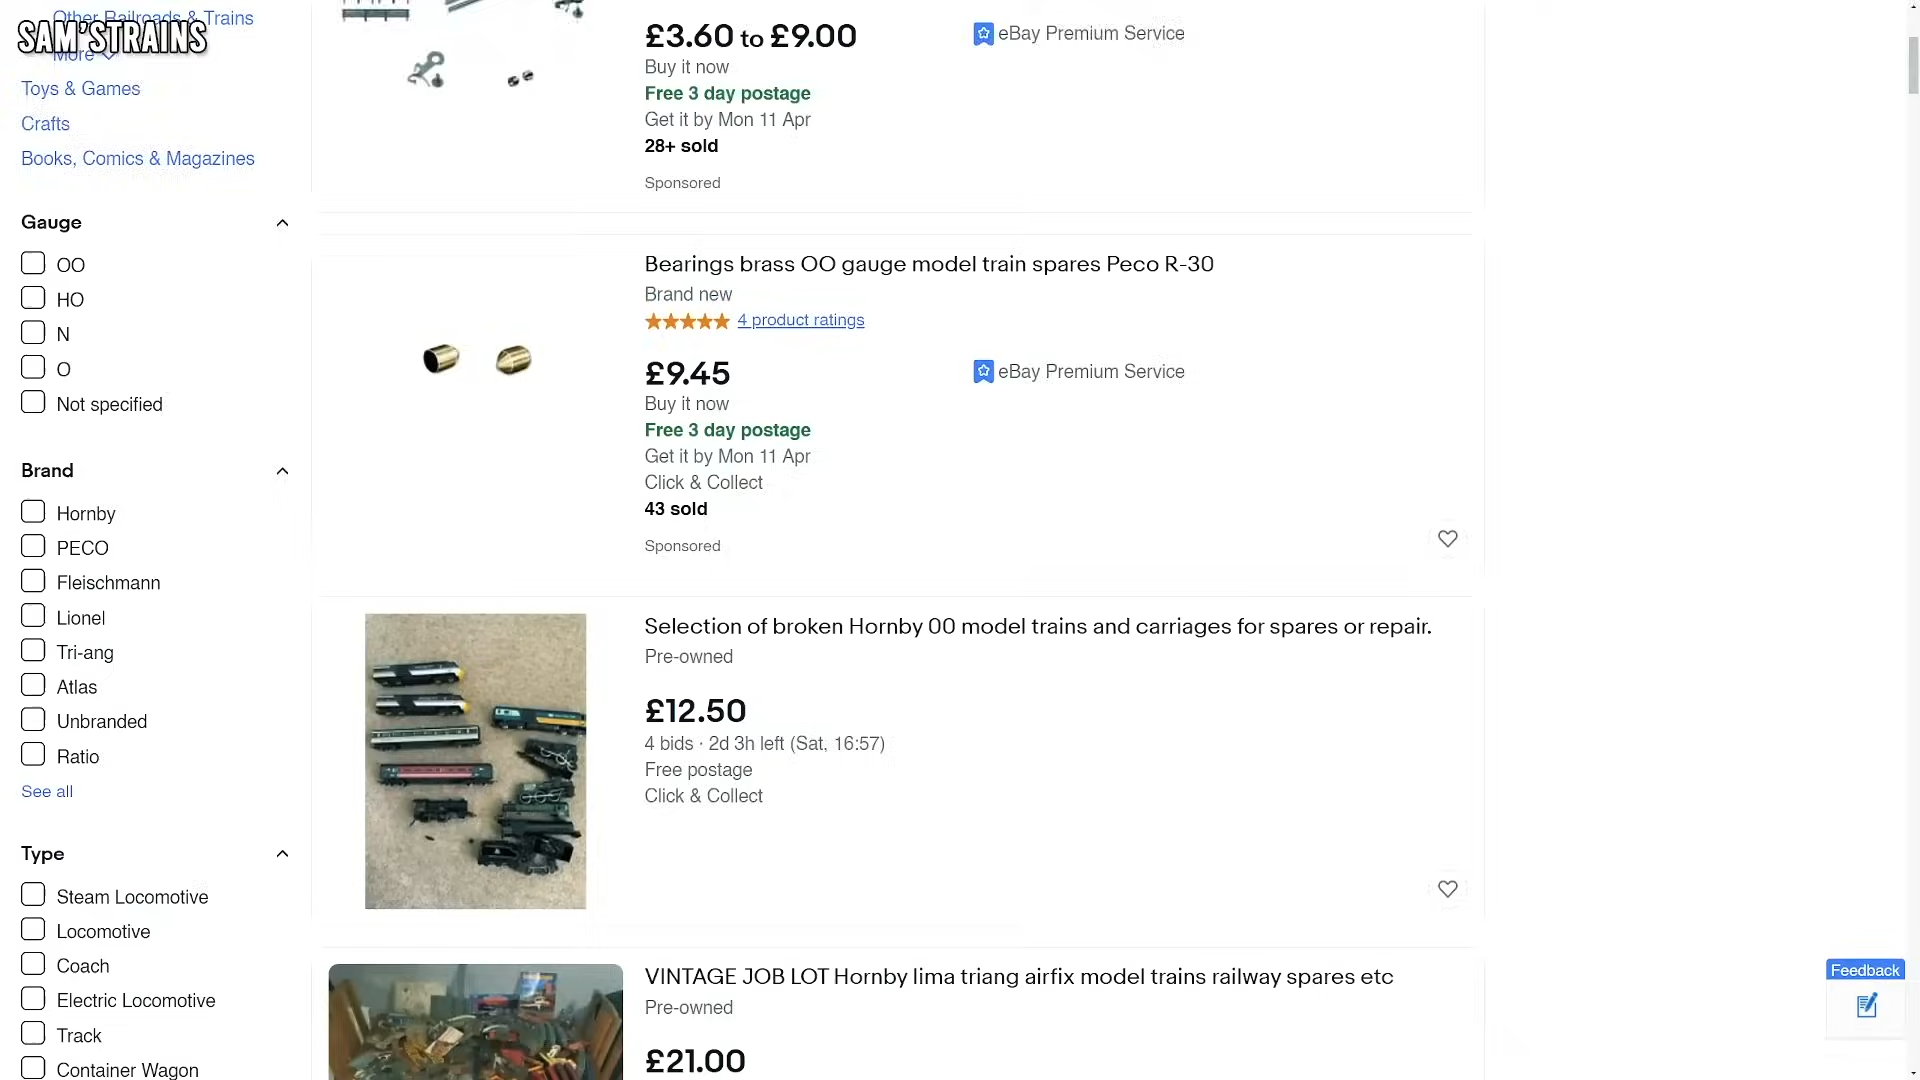 Other Railroads & Trains
SAM'STRAINS
More
Toys & Games
Crafts
Books, Comics & Magazines
Gauge
OO
HO
N
O
Not specified
Brand
Hornby
PECO
Fleischmann
Lionel
Tri-ang
Atlas
Unbranded
Ratio
See all
Type
Steam Locomotive
Locomotive
Coach
Electric Locomotive
Track
Container Wagon
£3.60 to £9.00
eBay Premium Service
Buy it now
Free 3 day postage
Get it by Mon 11 Apr
28+ sold
Sponsored
Bearings brass OO gauge model train spares Peco R-30
Brand new
4 product ratings
£9.45
eBay Premium Service
Buy it now
Free 3 day postage
Get it by Mon 11 Apr
Click & Collect
43 sold
Sponsored
Selection of broken Hornby 00 model trains and carriages for spares or repair.
Pre-owned
£12.50
4 bids · 2d 3h left (Sat, 16:57)
Free postage
Click & Collect
VINTAGE JOB LOT Hornby lima triang airfix model trains railway spares etc
Pre-owned
£21.00
Feedback